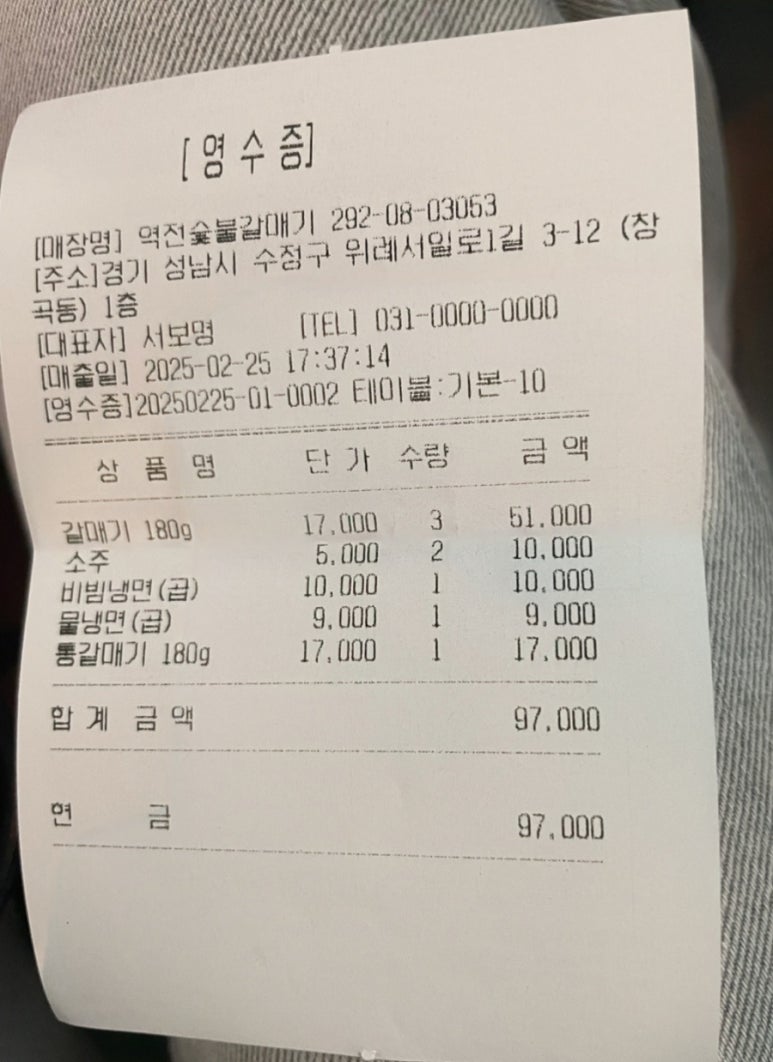 [영수증]
[매장명] 역전숯불갈매기 292-08-03053
[주소]경기 성남시 수정구 위례서일로1길 3-12 (창
곡동) 1층
[대표자] 서보명 [TEL] 031-0000-0000
[매출일] 2025-02-25 17:37:14
[영수증]20250225-01-0002 테이블:기본-10
상 품 명 단 가 수량 금 액
갈매기 180g 17,000 3 51,000
소주 5,000 2 10,000
비빔냉면(곱) 10,000 1 10,000
물냉면(곱) 9,000 1 9,000
통갈매기 180g 17,000 1 17,000
합 계 금 액 97,000
현 금 97,000